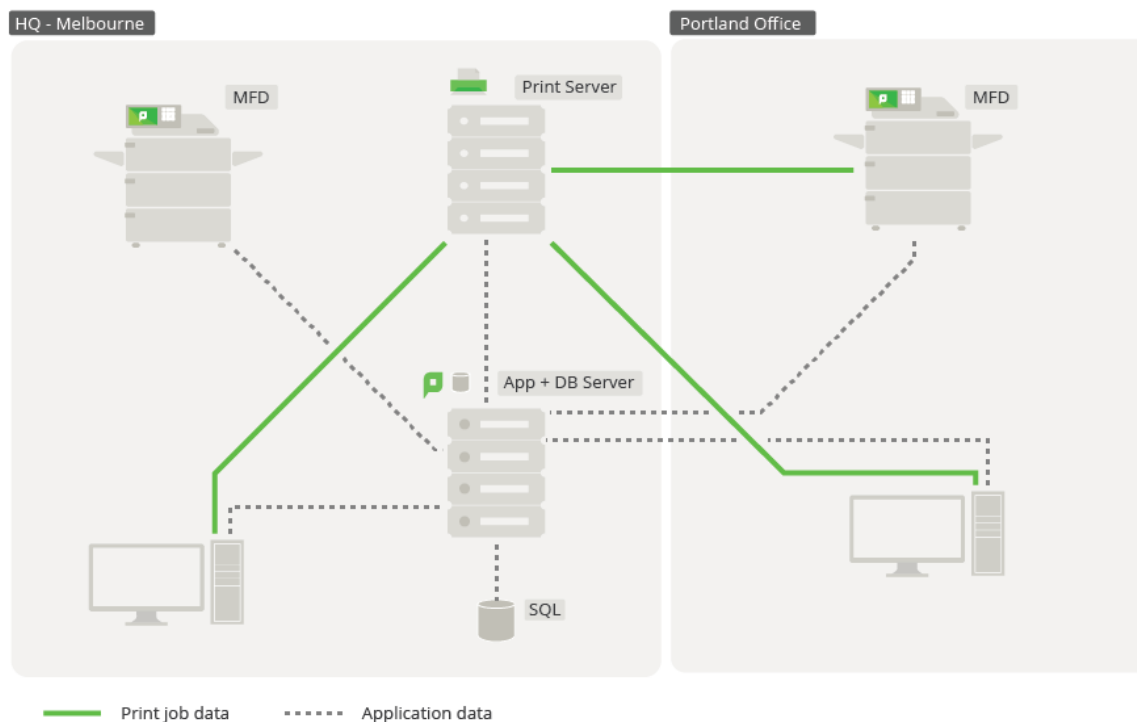 HQ - Melbourne
Portland Office
MFD
Print Server
MFD
App + DB Server
SQL
Print job data
Application data